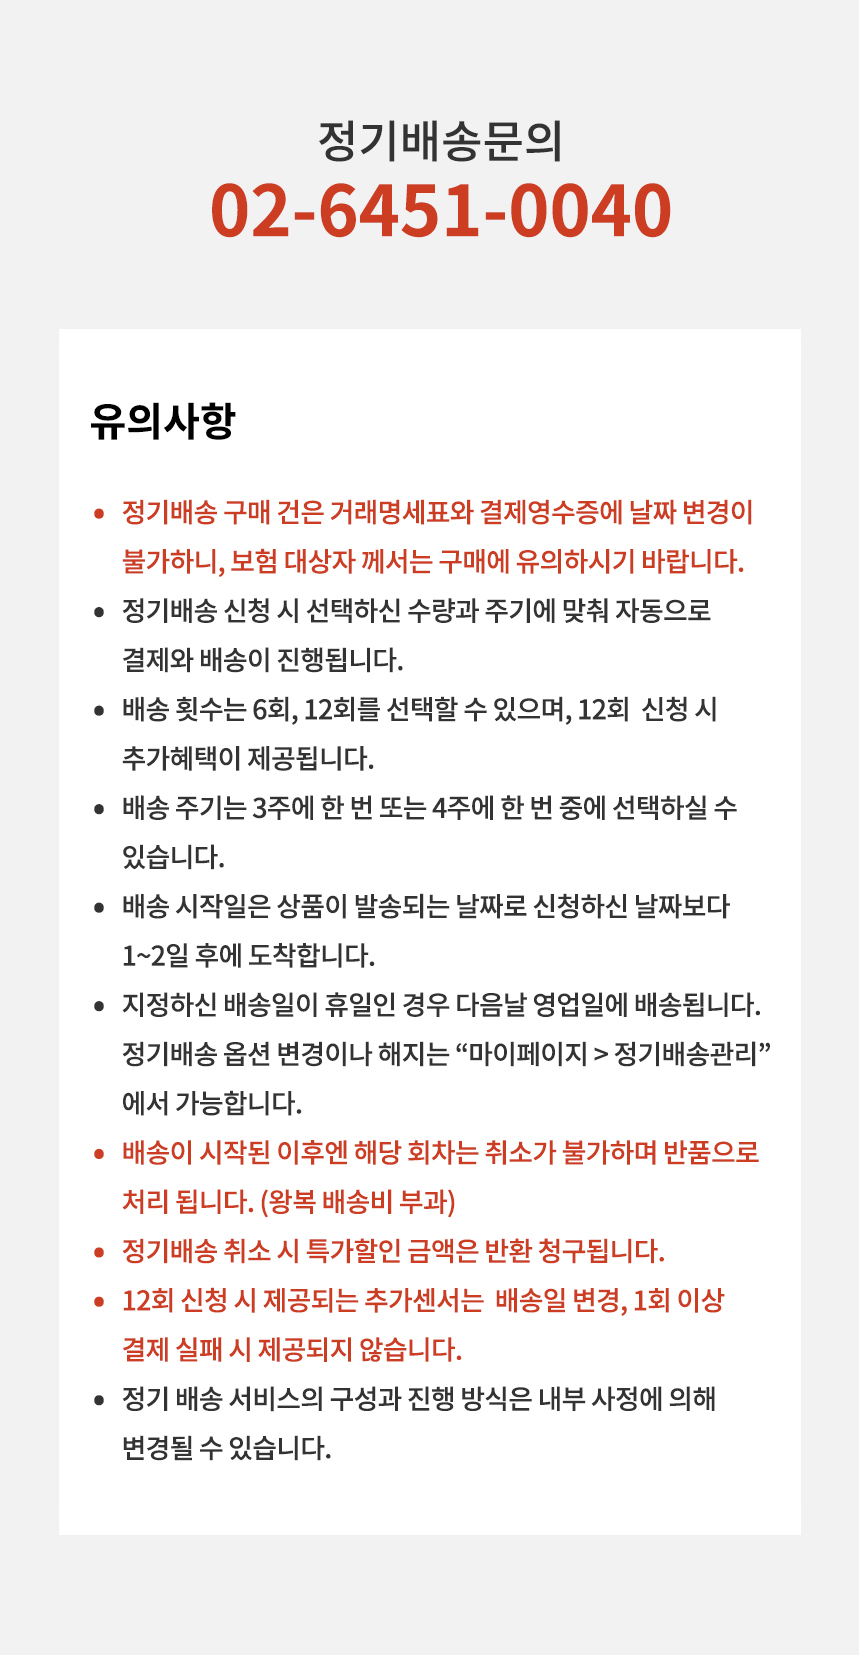 정기배송문의
02-6451-0040
유의사항
• 정기배송 구매 건은 거래명세표와 결제영수증에 날짜 변경이
불가하니, 보험 대상자 께서는 구매에 유의하시기 바랍니다.
• 정기배송 신청 시 선택하신 수량과 주기에 맞춰 자동으로
결제와 배송이 진행됩니다.
• 배송 횟수는 6회, 12회를 선택할 수 있으며, 12회  신청 시
추가혜택이 제공됩니다.
• 배송 주기는 3주에 한 번 또는 4주에 한 번 중에 선택하실 수
있습니다.
• 배송 시작일은 상품이 발송되는 날짜로 신청하신 날짜보다
1~2일 후에 도착합니다.
• 지정하신 배송일이 휴일인 경우 다음날 영업일에 배송됩니다.
정기배송 옵션 변경이나 해지는 “마이페이지 > 정기배송관리”
에서 가능합니다.
• 배송이 시작된 이후엔 해당 회차는 취소가 불가하며 반품으로
처리 됩니다. (왕복 배송비 부과)
• 정기배송 취소 시 특가할인 금액은 반환 청구됩니다.
• 12회 신청 시 제공되는 추가센서는  배송일 변경, 1회 이상
결제 실패 시 제공되지 않습니다.
• 정기 배송 서비스의 구성과 진행 방식은 내부 사정에 의해
변경될 수 있습니다.